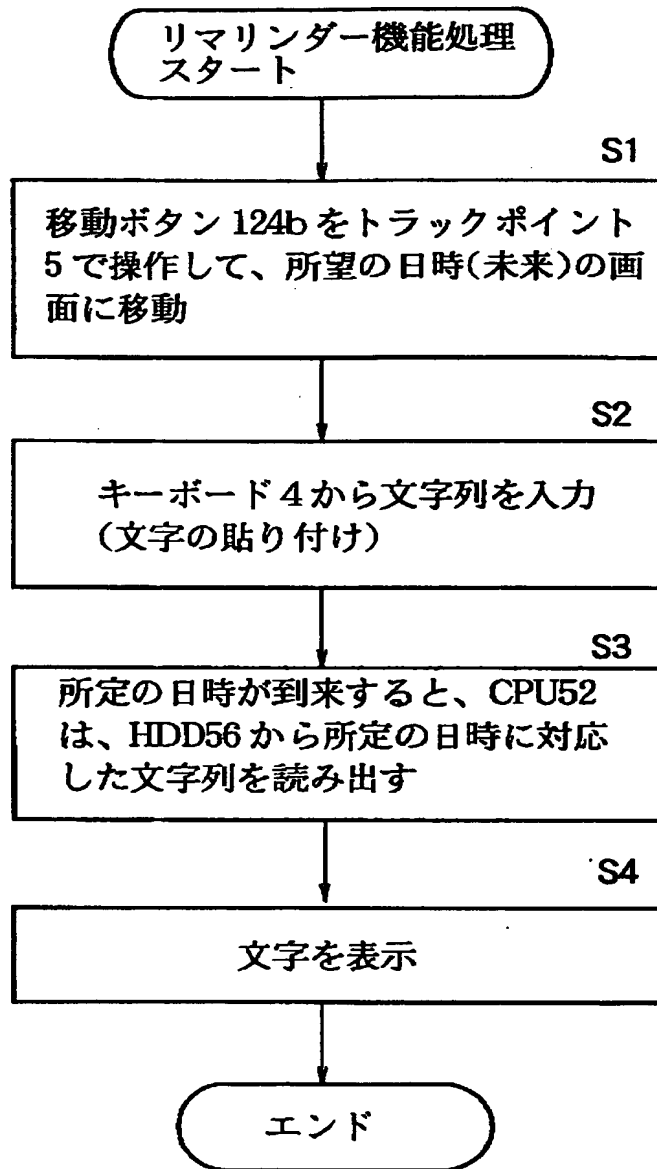 リマリンダー機能処理
スタート
S1
移動ボタン124bをトラックポイント
5で操作して、所望の日時(未来)の画
面に移動
S2
キーボード4から文字列を入力
(文字の貼り付け)
S3
所定の日時が到来すると、CPU52
は、HDD56から所定の日時に対応
した文字列を読み出す
S4
文字を表示
エンド